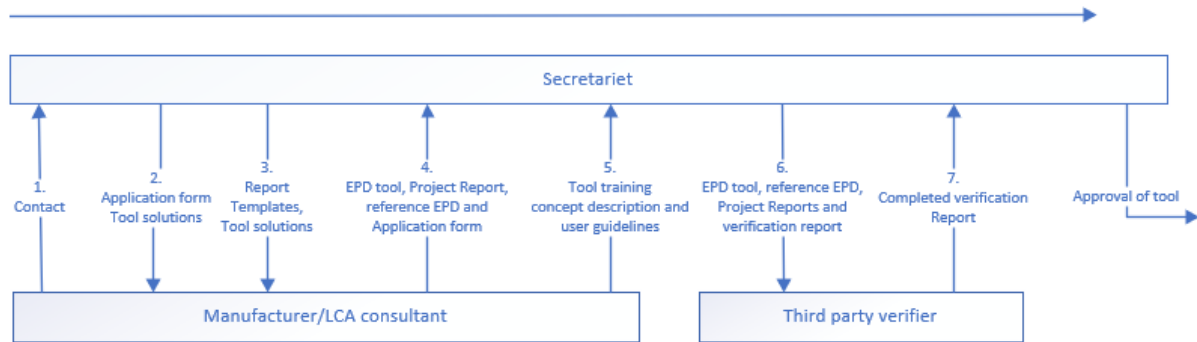 Secretariet
1.
Contact
2.
Application form
Tool solutions
3.
Report
Templates,
Tool solutions
4.
EPD tool, Project Report,
reference EPD and
Application form
5.
Tool training
concept description and
user guidelines
6.
EPD tool, reference EPD,
Project Reports and
verification report
7.
Completed verification
Report
Approval of tool
Manufacturer/LCA consultant
Third party verifier